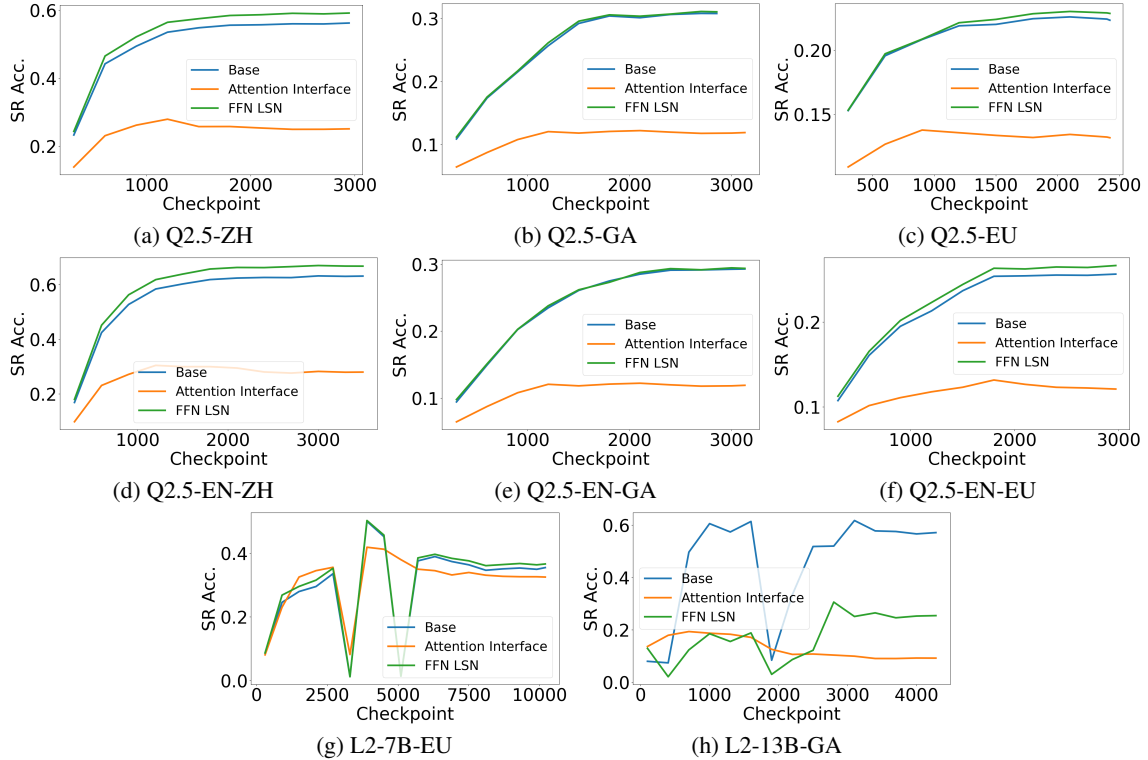 SR Acc.
0.6
0.4
0.2
Base
Attention Interface
FFN LSN
1000 2000 3000
Checkpoint
(a) Q2.5-ZH
SR Acc.
0.3
0.2
0.1
Base
Attention Interface
FFN LSN
1000 2000 3000
Checkpoint
(b) Q2.5-GA
SR Acc.
0.20
0.15
Base
Attention Interface
FFN LSN
500 1000 1500 2000 2500
Checkpoint
(c) Q2.5-EU
SR Acc.
0.6
0.4
0.2
Base
Attention Interface
FFN LSN
1000 2000 3000
Checkpoint
(d) Q2.5-EN-ZH
SR Acc.
0.3
0.2
0.1
Base
Attention Interface
FFN LSN
1000 2000 3000
Checkpoint
(e) Q2.5-EN-GA
SR Acc.
0.2
0.1
Base
Attention Interface
FFN LSN
1000 2000 3000
Checkpoint
(f) Q2.5-EN-EU
SR Acc.
0.4
0.2
0.0
Base
Attention Interface
FFN LSN
0 2500 5000 7500 10000
Checkpoint
(g) L2-7B-EU
SR Acc.
0.6
0.4
0.2
0.0
Base
Attention Interface
FFN LSN
0 1000 2000 3000 4000
Checkpoint
(h) L2-13B-GA